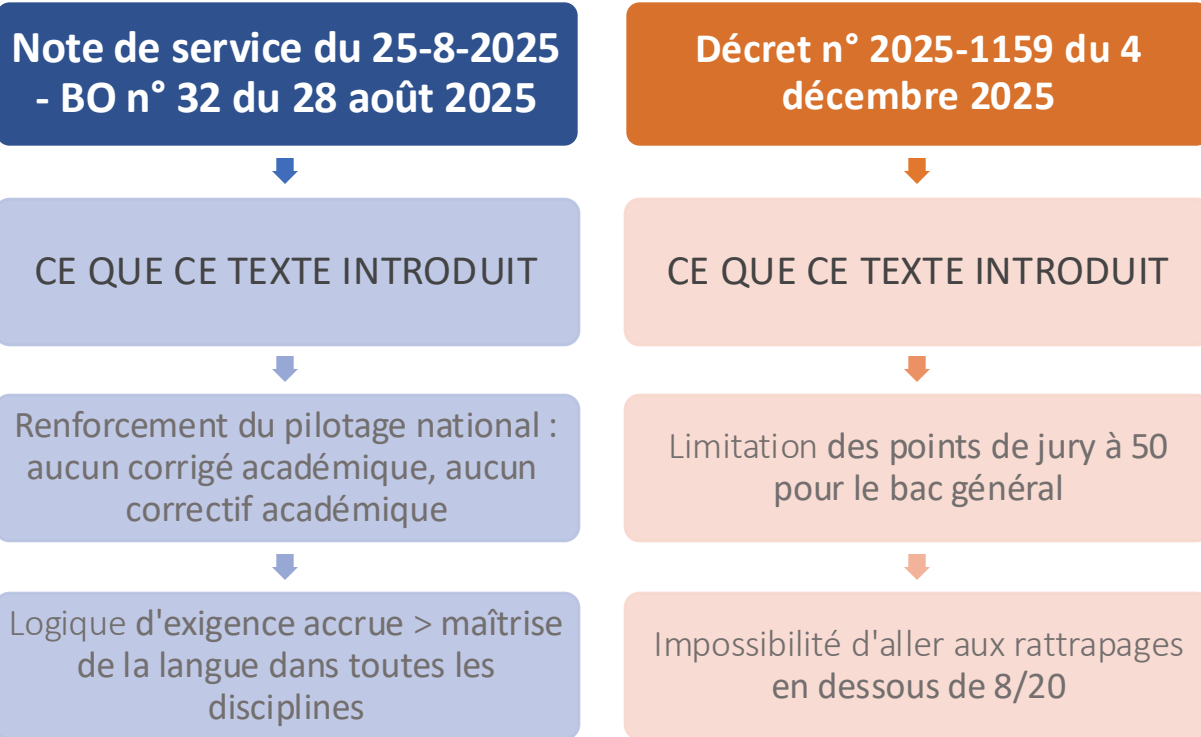 Note de service du 25-8-2025
- BO n° 32 du 28 août 2025
CE QUE CE TEXTE INTRODUIT
Renforcement du pilotage national :
aucun corrigé académique, aucun
correctif académique
Logique d'exigence accrue > maîtrise
de la langue dans toutes les
disciplines
Décret n° 2025-1159 du 4
décembre 2025
CE QUE CE TEXTE INTRODUIT
Limitation des points de jury à 50
pour le bac général
Impossibilité d'aller aux rattrapages
en dessous de 8/20